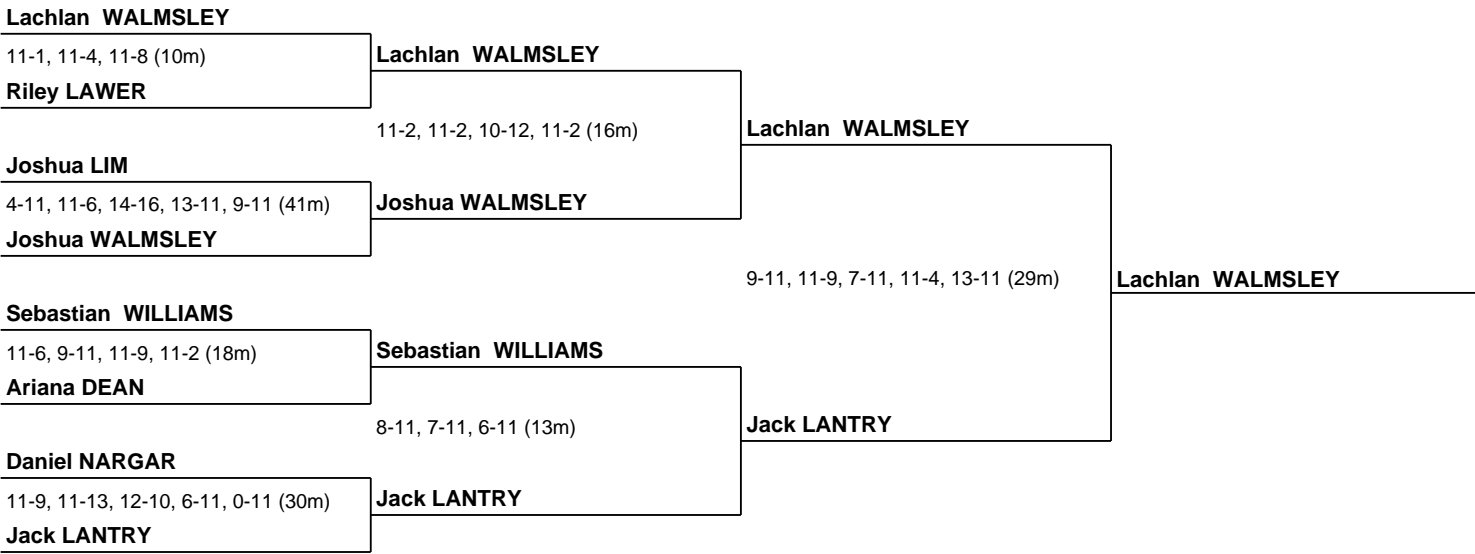 Lachlan  WALMSLEY
11-1, 11-4, 11-8 (10m)
Riley LAWER
Joshua LIM
4-11, 11-6, 14-16, 13-11, 9-11 (41m)
Joshua WALMSLEY
Sebastian  WILLIAMS
11-6, 9-11, 11-9, 11-2 (18m)
Ariana DEAN
Daniel NARGAR
11-9, 11-13, 12-10, 6-11, 0-11 (30m)
Jack LANTRY
Lachlan  WALMSLEY
11-2, 11-2, 10-12, 11-2 (16m)
Joshua WALMSLEY
Sebastian  WILLIAMS
8-11, 7-11, 6-11 (13m)
Jack LANTRY
Lachlan  WALMSLEY
9-11, 11-9, 7-11, 11-4, 13-11 (29m)
Jack LANTRY
Lachlan  WALMSLEY